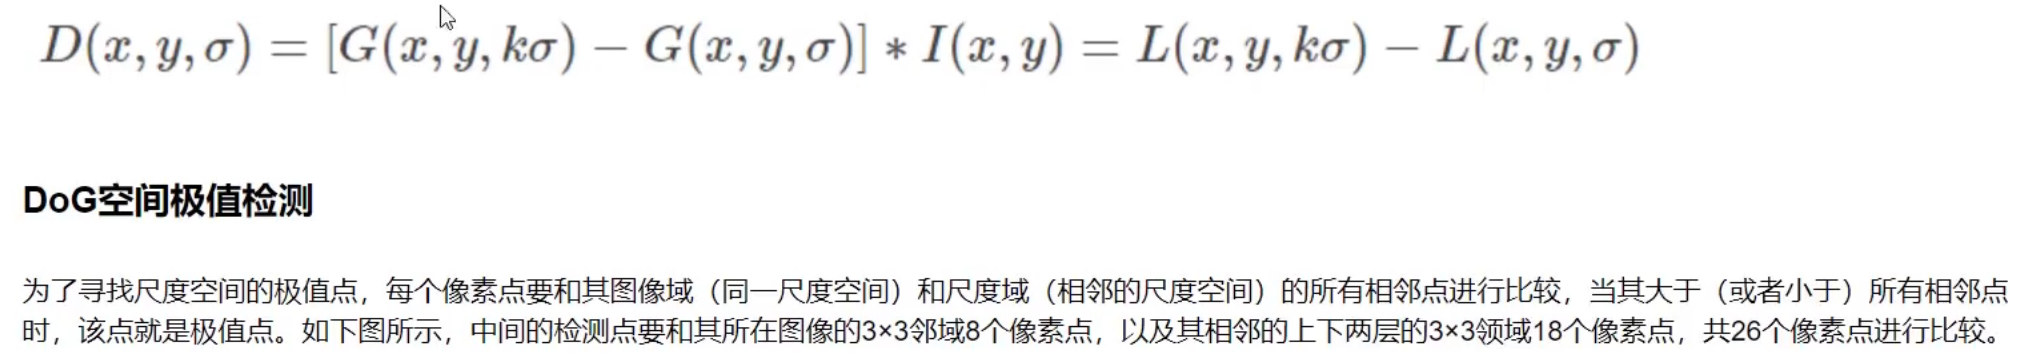 D(x, y, σ) = [G(x, y, kσ) − G(x, y, σ)] ∗ I(x, y) = L(x, y, kσ) − L(x, y, σ)
DoG空间极值检测
为了寻找尺度空间的极值点，每个像素点要和其图像域（同一尺度空间）和尺度域（相邻的尺度空间）的所有相邻点进行比较，当其大于（或者小于）所有相邻点
时，该点就是极值点。如下图所示，中间的检测点要和其所在图像的3×3邻域8个像素点，以及其相邻的上下两层的3×3领域18个像素点，共26个像素点进行比较。